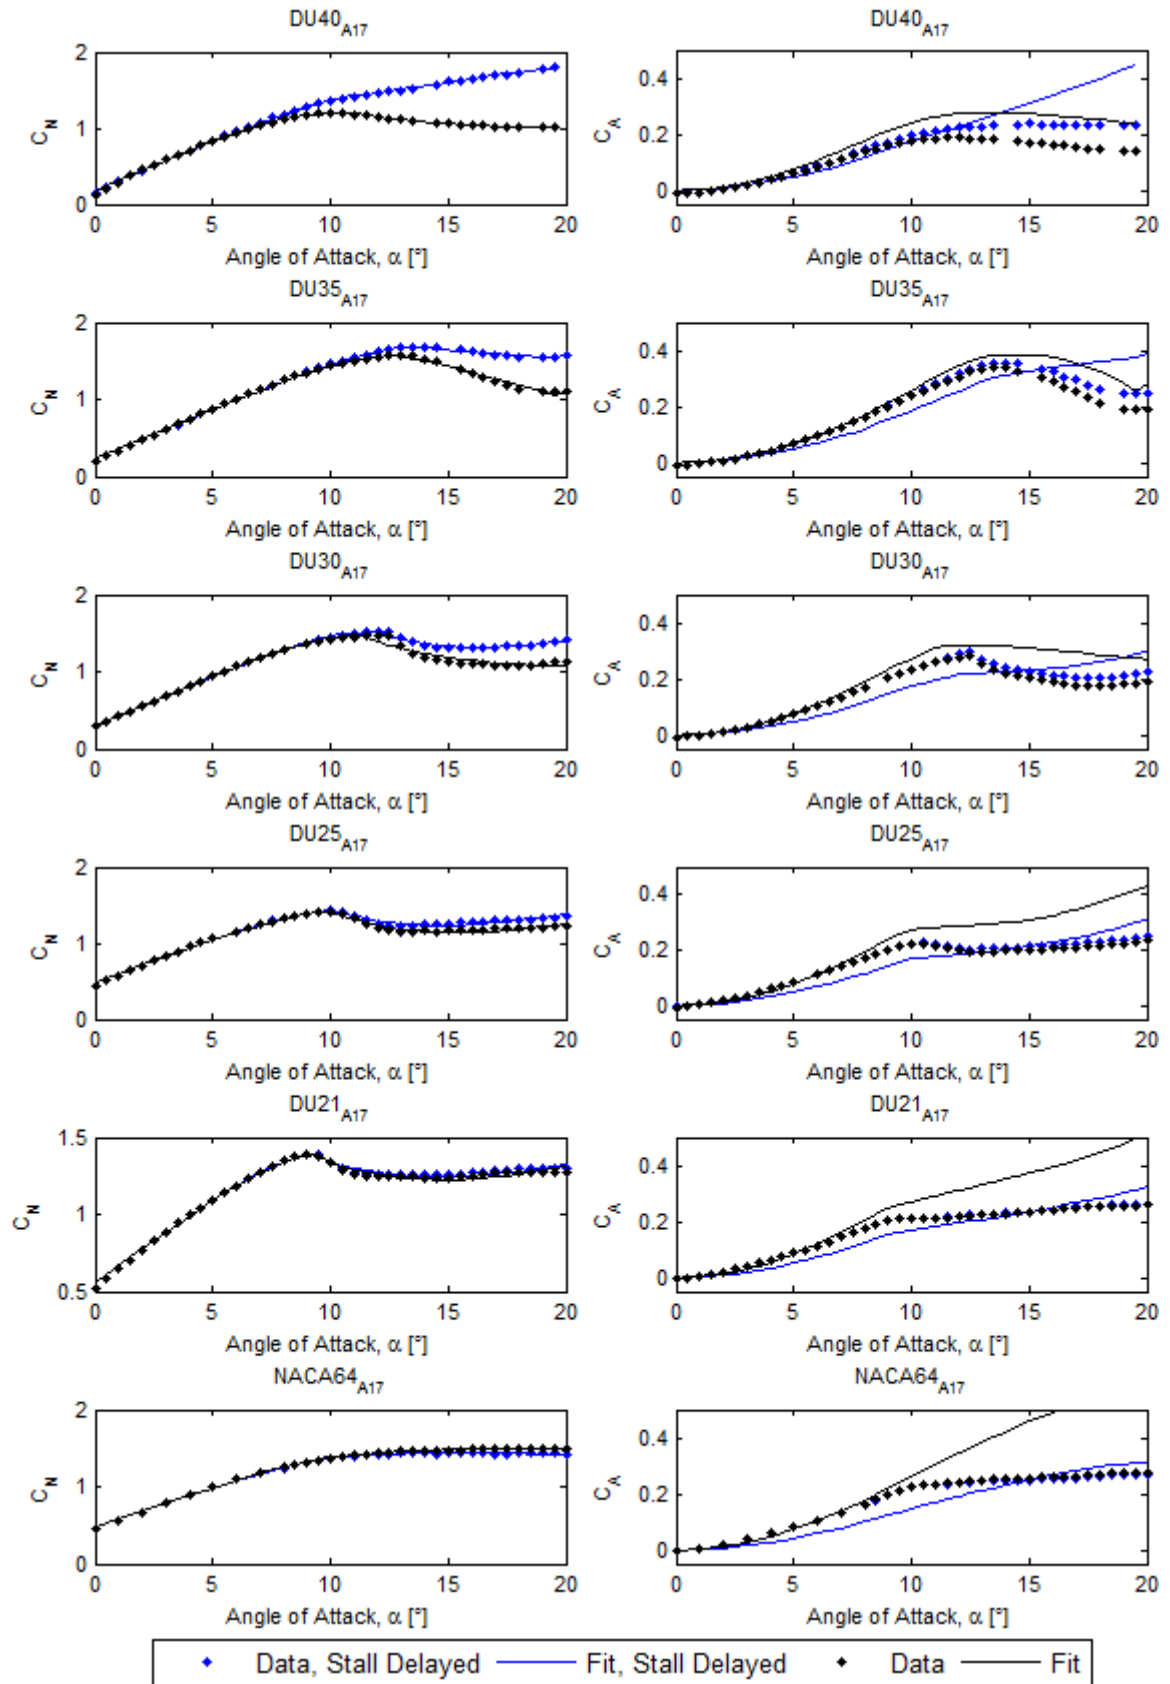 DU40A17 DU40A17
2
1
0
CN
0 5 10 15 20
Angle of Attack, α [°]
0.4
0.2
0
CA
0 5 10 15 20
Angle of Attack, α [°]
DU35A17 DU35A17
2
1
0
CN
0 5 10 15 20
Angle of Attack, α [°]
0.4
0.2
0
CA
0 5 10 15 20
Angle of Attack, α [°]
DU30A17 DU30A17
2
1
0
CN
0 5 10 15 20
Angle of Attack, α [°]
0.4
0.2
0
CA
0 5 10 15 20
Angle of Attack, α [°]
DU25A17 DU25A17
2
1
0
CN
0 5 10 15 20
Angle of Attack, α [°]
0.4
0.2
0
CA
0 5 10 15 20
Angle of Attack, α [°]
DU21A17 DU21A17
1.5
1
0.5
CN
0 5 10 15 20
Angle of Attack, α [°]
0.4
0.2
0
CA
0 5 10 15 20
Angle of Attack, α [°]
NACA64A17 NACA64A17
2
1
0
CN
0 5 10 15 20
Angle of Attack, α [°]
0.4
0.2
0
CA
0 5 10 15 20
Angle of Attack, α [°]
Data, Stall Delayed Fit, Stall Delayed Data Fit